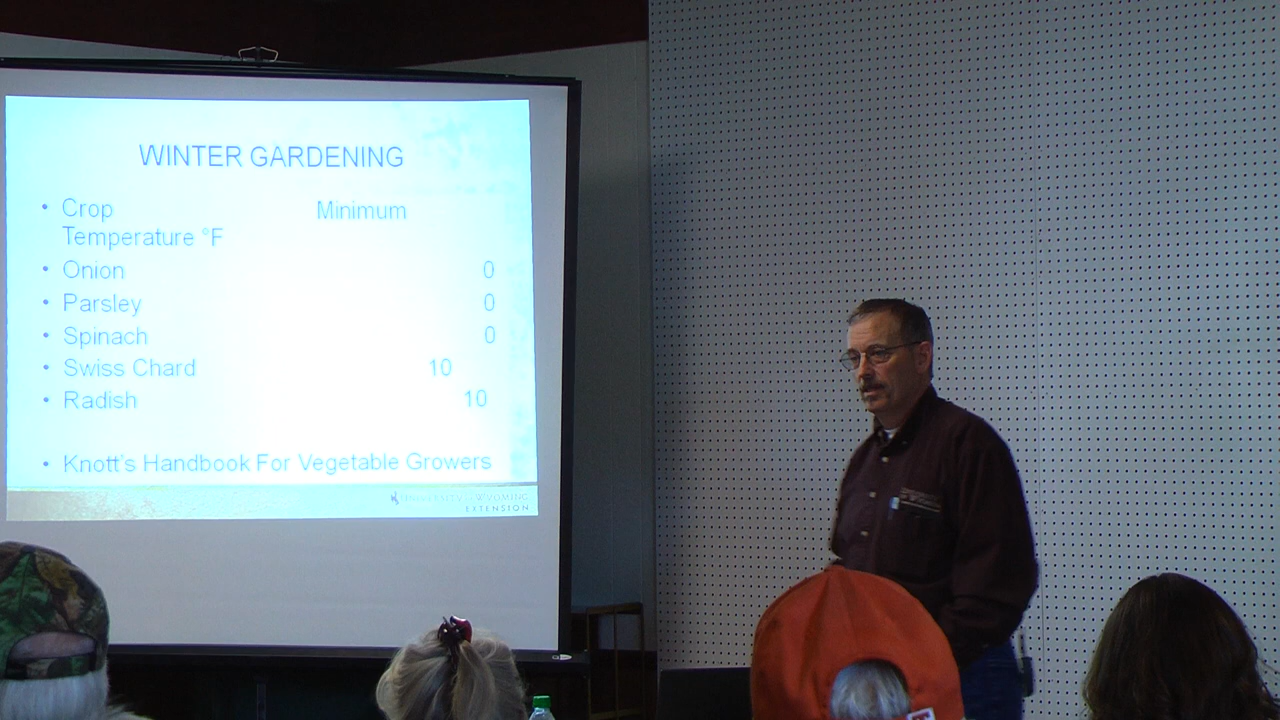 WINTER GARDENING
• Crop Minimum
Temperature °F
• Onion 0
• Parsley 0
• Spinach 0
• Swiss Chard 10
• Radish 10
• Knott's Handbook For Vegetable Growers
UNIVERSITY OF WYOMING
EXTENSION